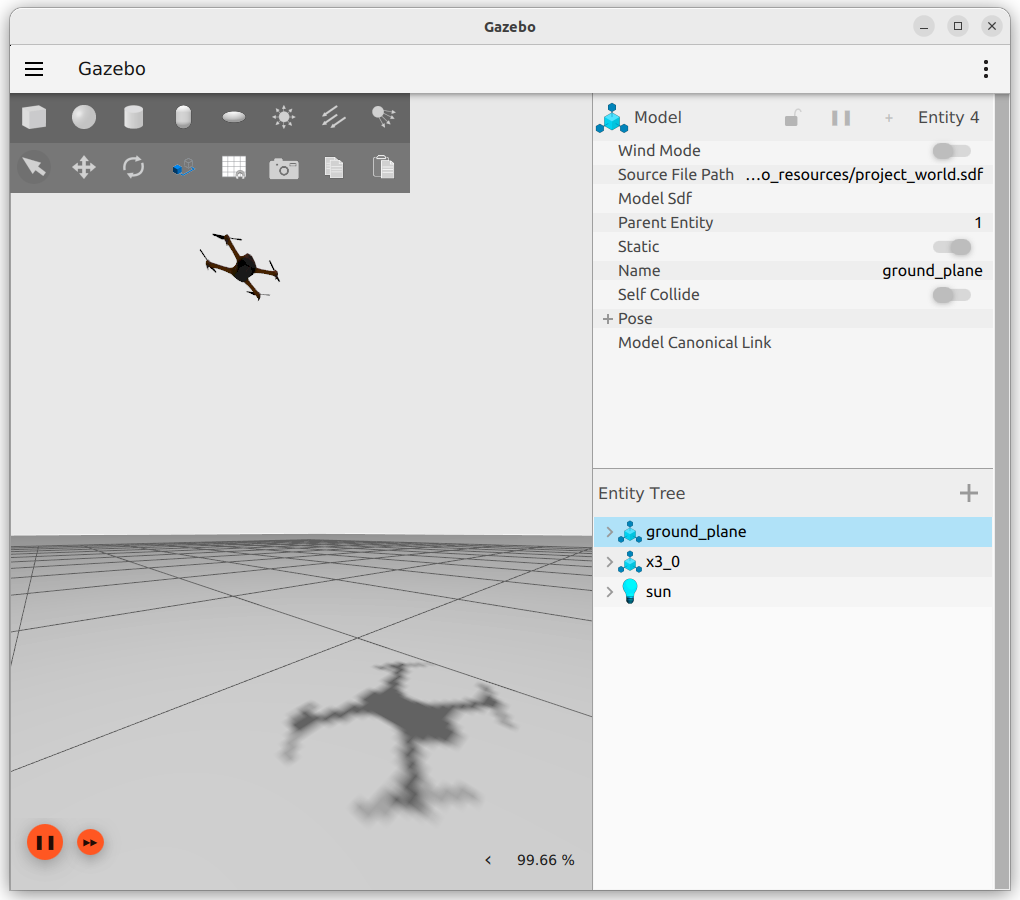 Gazebo
Gazebo
Model
Entity 4
Wind Mode
Source File Path ...o_resources/project_world.sdf
Model Sdf
Parent Entity 1
Static
Name ground_plane
Self Collide
Pose
Model Canonical Link
Entity Tree
ground_plane
x3_0
sun
99.66 %